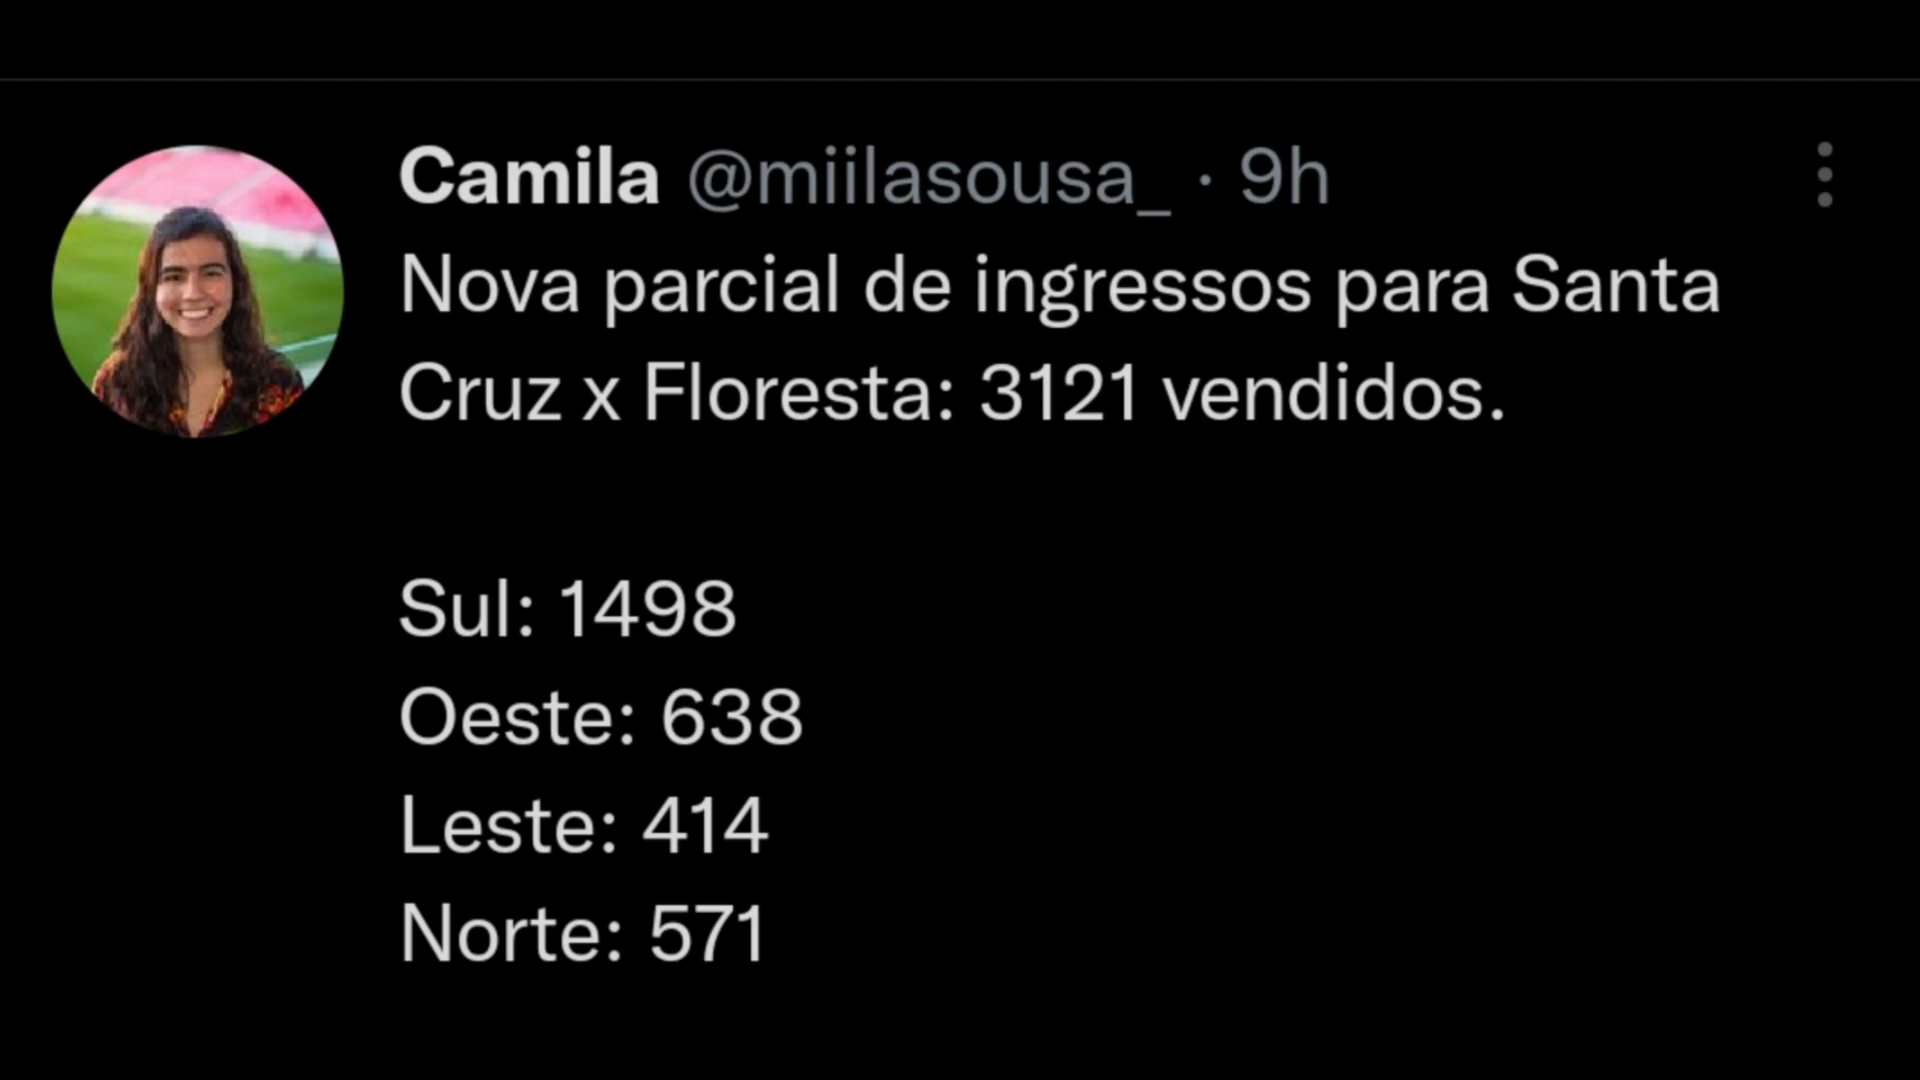 Camila @miilasousa_ · 9h
Nova parcial de ingressos para Santa
Cruz x Floresta: 3121 vendidos.
Sul: 1498
Oeste: 638
Leste: 414
Norte: 571